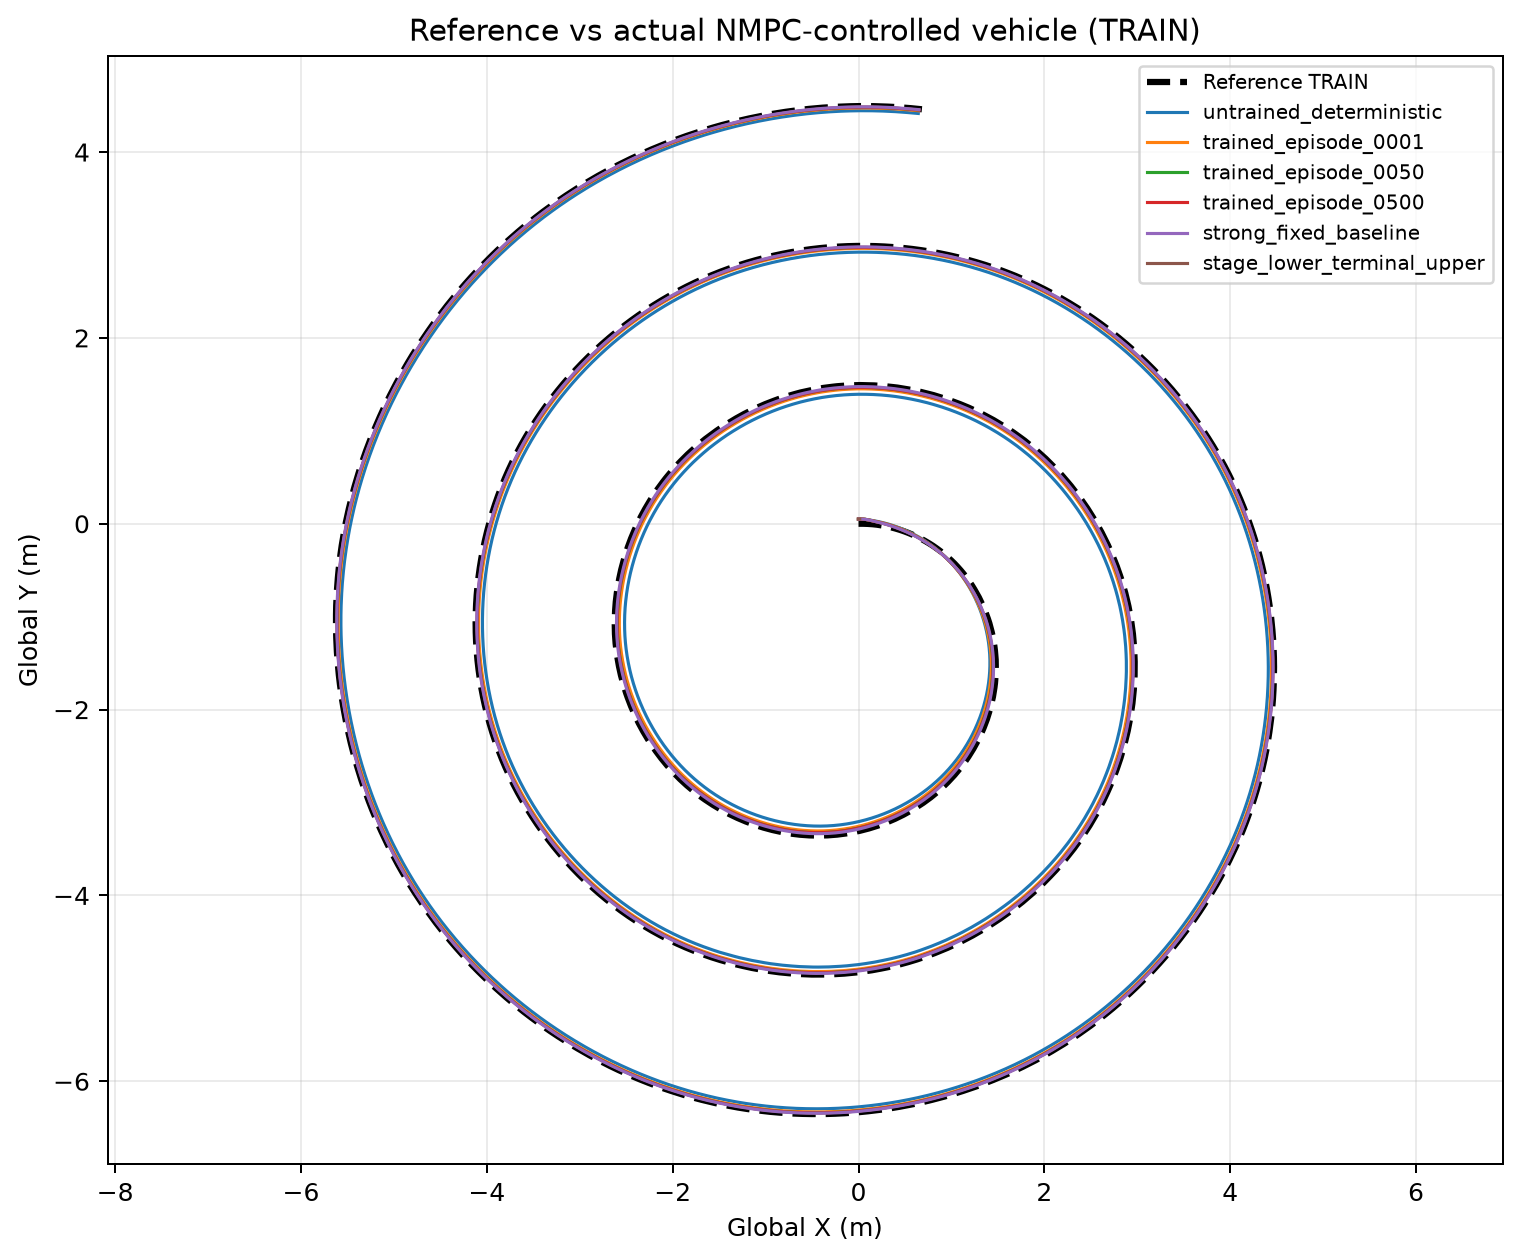 Reference vs actual NMPC-controlled vehicle (TRAIN)
Reference TRAIN
untrained_deterministic
trained_episode_0001
trained_episode_0050
trained_episode_0500
strong_fixed_baseline
stage_lower_terminal_upper
Global Y (m)
4
2
0
−2
−4
−6
−8
−6
−4
−2
0
2
4
6
Global X (m)